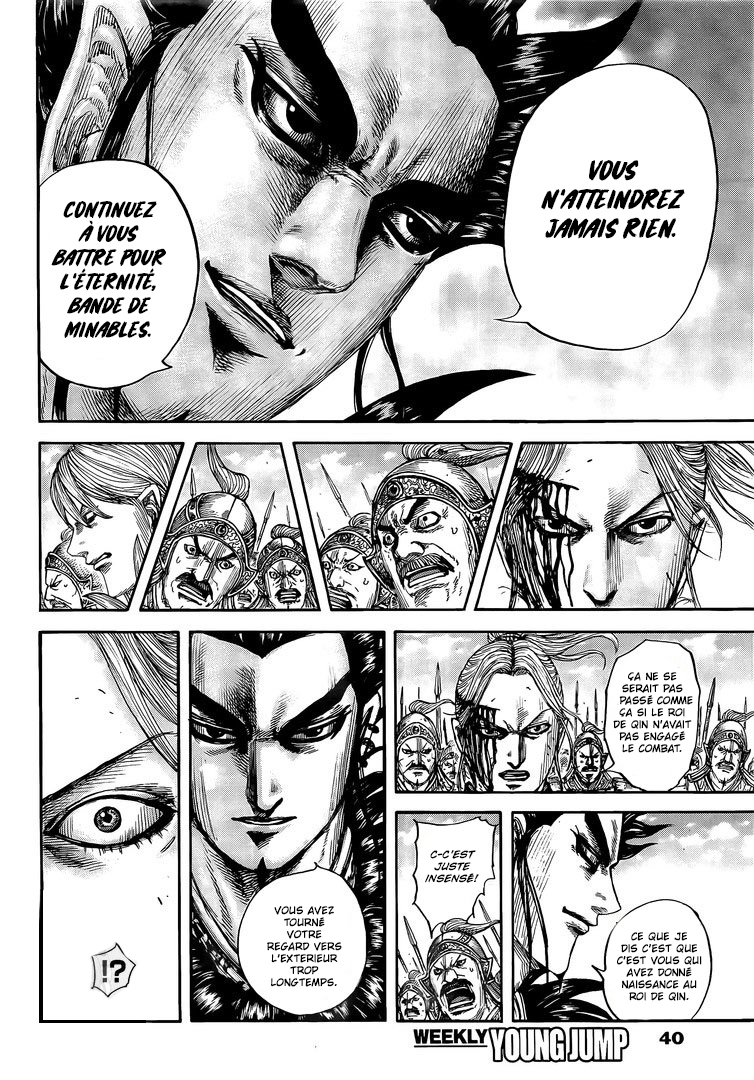 VOUS
N'ATTEINDREZ
JAMAIS RIEN.
CONTINUEZ
À VOUS
BATTRE POUR
L'ÉTERNITÉ,
BANDE DE
MINABLES.
ÇA NE SE
SERAIT PAS
PASSÉ COMME
ÇA SI LE ROI
DE QIN N'AVAIT
PAS ENGAGÉ
LE COMBAT.
CE QUE JE
DIS C'EST QUE
C'EST VOUS QUI
AVEZ DONNÉ
NAISSANCE AU
ROI DE QIN.
C-C'EST
JUSTE
INSENSÉ!
VOUS AVEZ
TOURNÉ
VOTRE
REGARD VERS
L'EXTERIEUR
TROP
LONGTEMPS.
!?
WEEKLY YOUNG JUMP 40